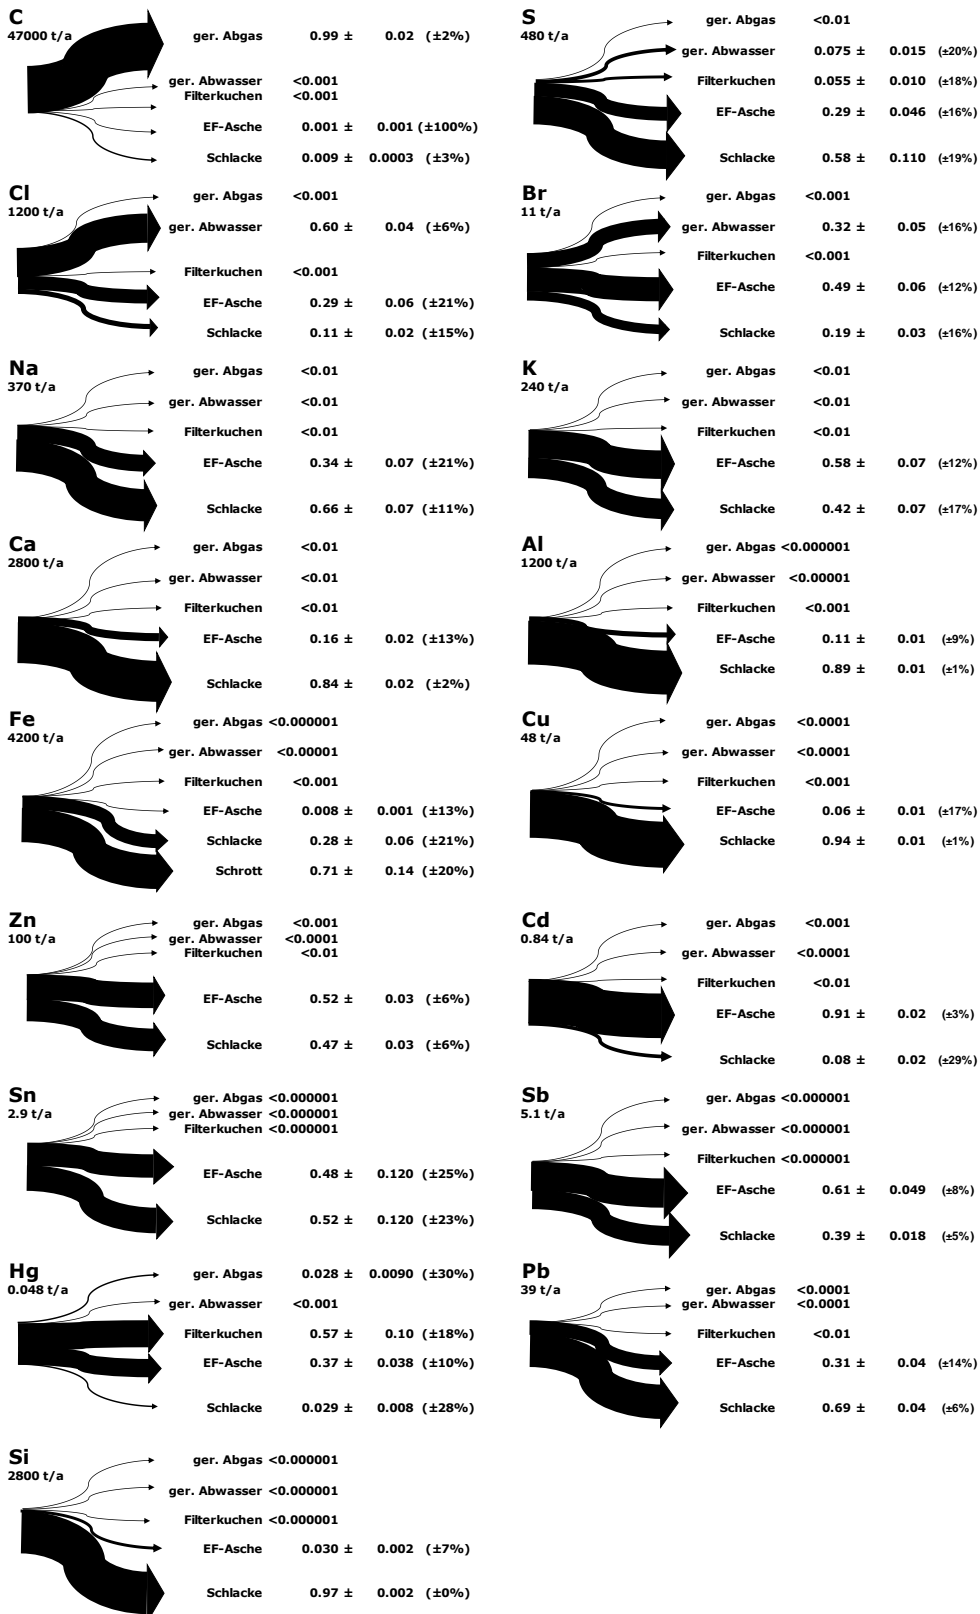 C
47000 t/a
ger. Abgas 0.99 0.02 (±2%)
ger. Abwasser <0.001
Filterkuchen <0.001
EF-Asche 0.001 ± 0.001 (±100%)
Schlacke 0.009 ± 0.0003 (±3%)
S
480 t/a
ger. Abgas <0.01
ger. Abwasser 0.075 ± 0.015 (±20%)
Filterkuchen 0.055 ± 0.010 (±18%)
EF-Asche 0.29 ± 0.046 (±16%)
Schlacke 0.58 ± 0.110 (±19%)
Cl
1200 t/a
ger. Abgas <0.001
ger. Abwasser 0.60 ± 0.04 (±6%)
Filterkuchen <0.001
EF-Asche 0.29 ± 0.06 (±21%)
Schlacke 0.11 ± 0.02 (±15%)
Br
11 t/a
ger. Abgas <0.001
ger. Abwasser 0.32 ± 0.05 (±16%)
Filterkuchen <0.001
EF-Asche 0.49 ± 0.06 (±12%)
Schlacke 0.19 ± 0.03 (±16%)
Na
370 t/a
ger. Abgas <0.01
ger. Abwasser <0.01
Filterkuchen <0.01
EF-Asche 0.34 ± 0.07 (±21%)
Schlacke 0.66 ± 0.07 (±11%)
K
240 t/a
ger. Abgas <0.01
ger. Abwasser <0.01
Filterkuchen <0.01
EF-Asche 0.58 ± 0.07 (±12%)
Schlacke 0.42 ± 0.07 (±17%)
Ca
2800 t/a
ger. Abgas <0.01
ger. Abwasser <0.01
Filterkuchen <0.01
EF-Asche 0.16 ± 0.02 (±13%)
Schlacke 0.84 ± 0.02 (±2%)
Al
1200 t/a
ger. Abgas <0.000001
ger. Abwasser <0.00001
Filterkuchen <0.001
EF-Asche 0.11 ± 0.01 (±9%)
Schlacke 0.89 ± 0.01 (±1%)
Fe
4200 t/a
ger. Abgas <0.000001
ger. Abwasser <0.00001
Filterkuchen <0.001
EF-Asche 0.008 ± 0.001 (±13%)
Schlacke 0.28 ± 0.06 (±21%)
Schrott 0.71 ± 0.14 (±20%)
Cu
48 t/a
ger. Abgas <0.0001
ger. Abwasser <0.0001
Filterkuchen <0.001
EF-Asche 0.06 ± 0.01 (±17%)
Schlacke 0.94 ± 0.01 (±1%)
Zn
100 t/a
ger. Abgas <0.001
ger. Abwasser <0.0001
Filterkuchen <0.01
EF-Asche 0.52 ± 0.03 (±6%)
Schlacke 0.47 ± 0.03 (±6%)
Cd
0.84 t/a
ger. Abgas <0.001
ger. Abwasser <0.0001
Filterkuchen <0.01
EF-Asche 0.91 ± 0.02 (±3%)
Schlacke 0.08 ± 0.02 (±29%)
Sn
2.9 t/a
ger. Abgas <0.000001
ger. Abwasser <0.000001
Filterkuchen <0.000001
EF-Asche 0.48 ± 0.120 (±25%)
Schlacke 0.52 ± 0.120 (±23%)
Sb
5.1 t/a
ger. Abgas <0.000001
ger. Abwasser <0.000001
Filterkuchen <0.000001
EF-Asche 0.61 ± 0.049 (±8%)
Schlacke 0.39 ± 0.018 (±5%)
Hg
0.048 t/a
ger. Abgas 0.028 ± 0.0090 (±30%)
ger. Abwasser <0.001
Filterkuchen 0.57 ± 0.10 (±18%)
EF-Asche 0.37 ± 0.038 (±10%)
Schlacke 0.029 ± 0.008 (±28%)
Pb
39 t/a
ger. Abgas <0.0001
ger. Abwasser <0.0001
Filterkuchen <0.01
EF-Asche 0.31 ± 0.04 (±14%)
Schlacke 0.69 ± 0.04 (±6%)
Si
2800 t/a
ger. Abgas <0.000001
ger. Abwasser <0.000001
Filterkuchen <0.000001
EF-Asche 0.030 ± 0.002 (±7%)
Schlacke 0.97 ± 0.002 (±0%)